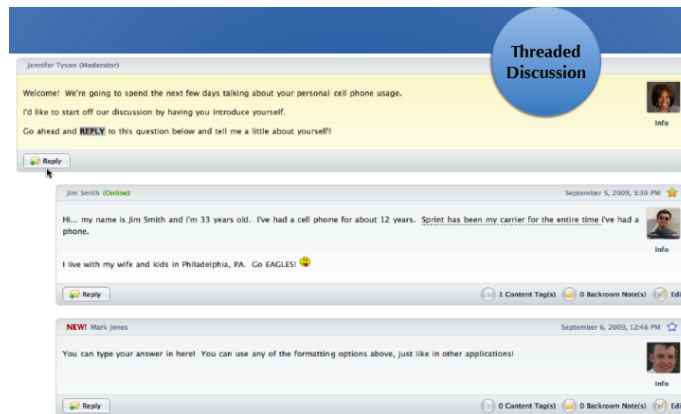 Threaded
Discussion
Jennifer Tyson (Moderator)
Welcome! We're going to spend the next few days talking about your personal cell phone usage.
I'd like to start off our discussion by having you introduce yourself.
Go ahead and REPLY to this question below and tell me a little about yourself!
Info
Reply
Jim Smith (Online) September 5, 2009, 3:30 PM
Hi... my name is Jim Smith and i'm 33 years old. I've had a cell phone for about 12 years. Sprint has been my carrier for the entire time i've had a
phone.
Info
I live with my wife and kids in Philadelphia, PA. Go EAGLES!
Reply 1 Content Tag(s) 0 Backroom Note(s) Edi
NEW! Mark Jones September 6, 2009, 12:46 PM
You can type your answer in here! You can use any of the formatting options above, just like in other applications!
Info
Reply 0 Content Tag(s) 0 Backroom Note(s) Edi